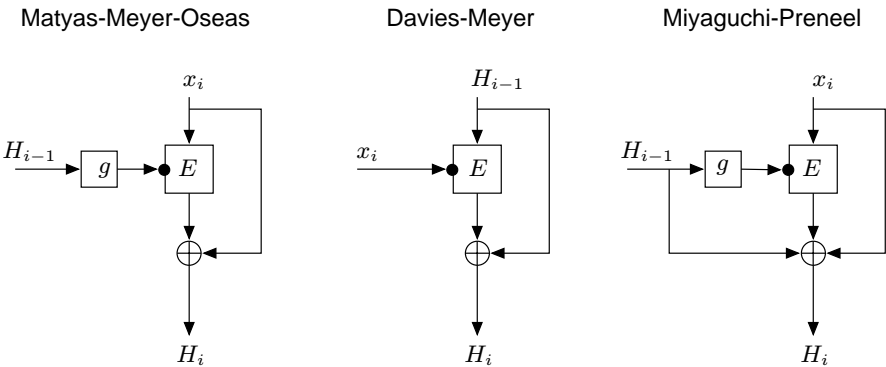 Matyas-Meyer-Oseas
Davies-Meyer
Miyaguchi-Preneel
x_i
H_{i-1}
x_i
H_{i-1}
g
E
x_i
E
H_{i-1}
g
E
H_i
H_i
H_i